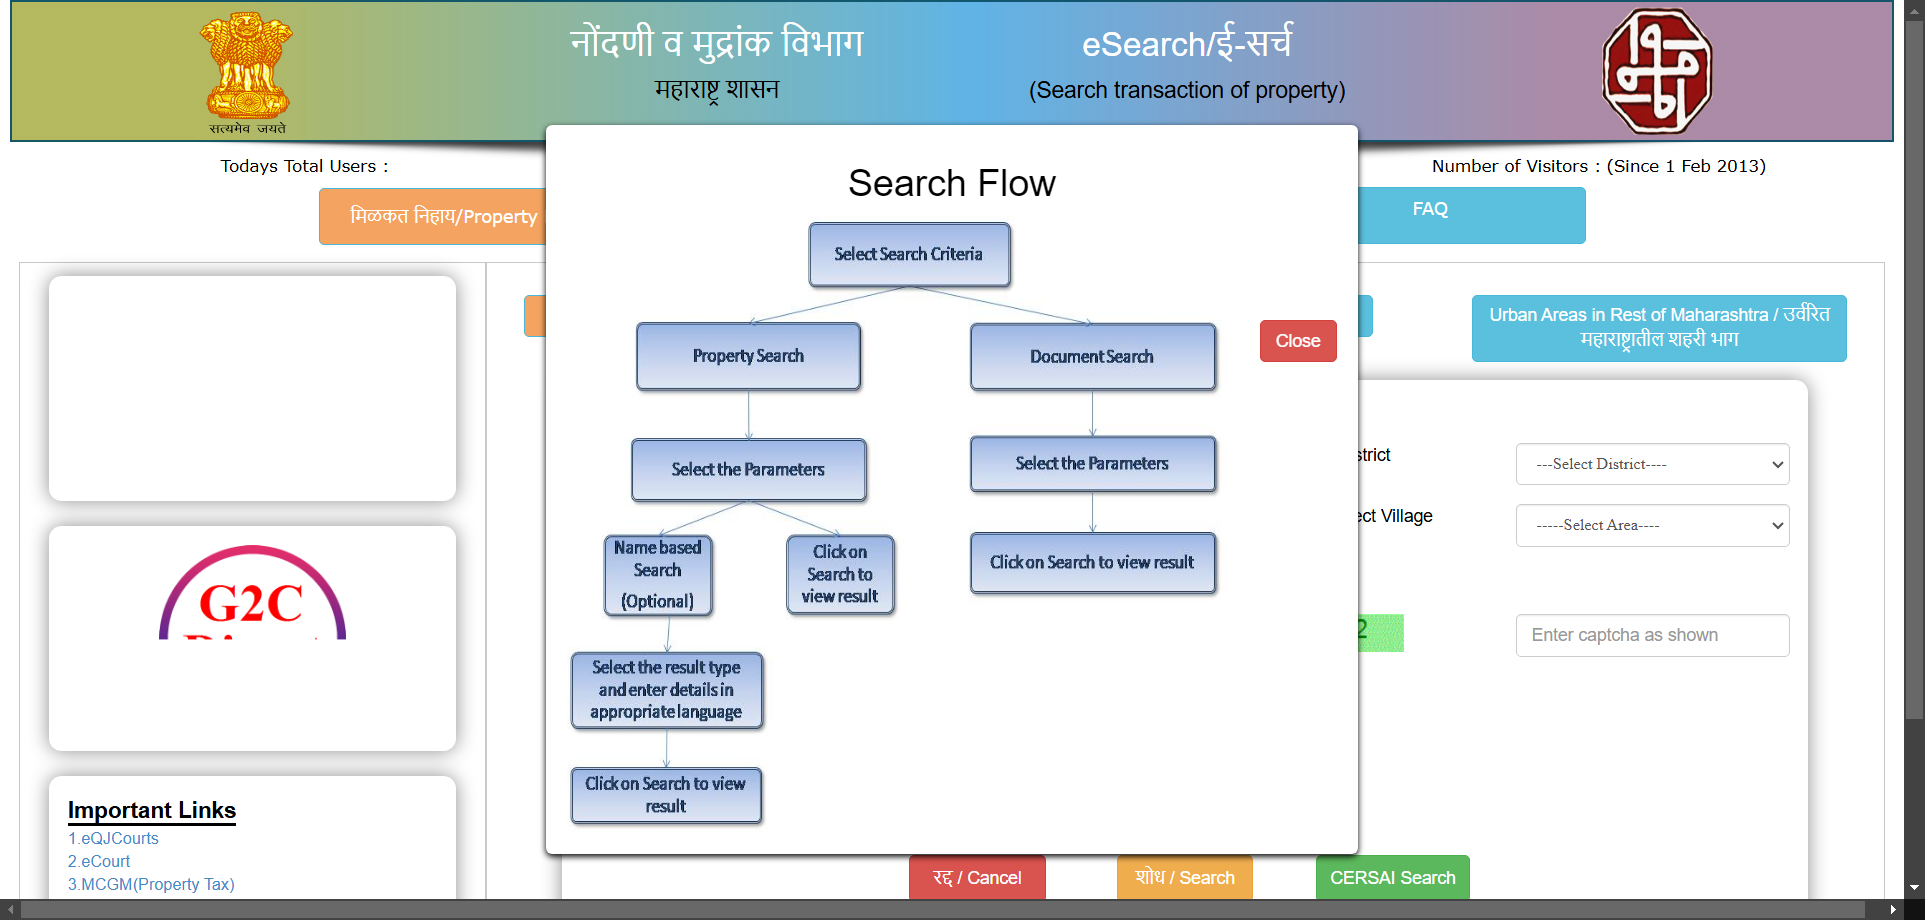 नोंदणी व मुद्रांक विभाग
महाराष्ट्र शासन
eSearch/ई-सर्च
(Search transaction of property)
सत्यमेव जयते
Todays Total Users :
Number of Visitors : (Since 1 Feb 2013)
मिळकत निहाय/Property
FAQ
Search Flow
Select Search Criteria
Property Search
Document Search
Close
Select the Parameters
Select the Parameters
Name based
Search
(Optional)
Click on
Search to
view result
Click on Search to view result
Select the result type
and enter details in
appropriate language
Click on Search to view
result
Urban Areas in Rest of Maharashtra / उर्वरित
महाराष्ट्रातील शहरी भाग
strict
---Select District----
ect Village
-----Select Area----
2
Enter captcha as shown
G2C
Important Links
1.eQJCourts
2.eCourt
3.MCGM(Property Tax)
रद्द / Cancel
शोध / Search
CERSAI Search